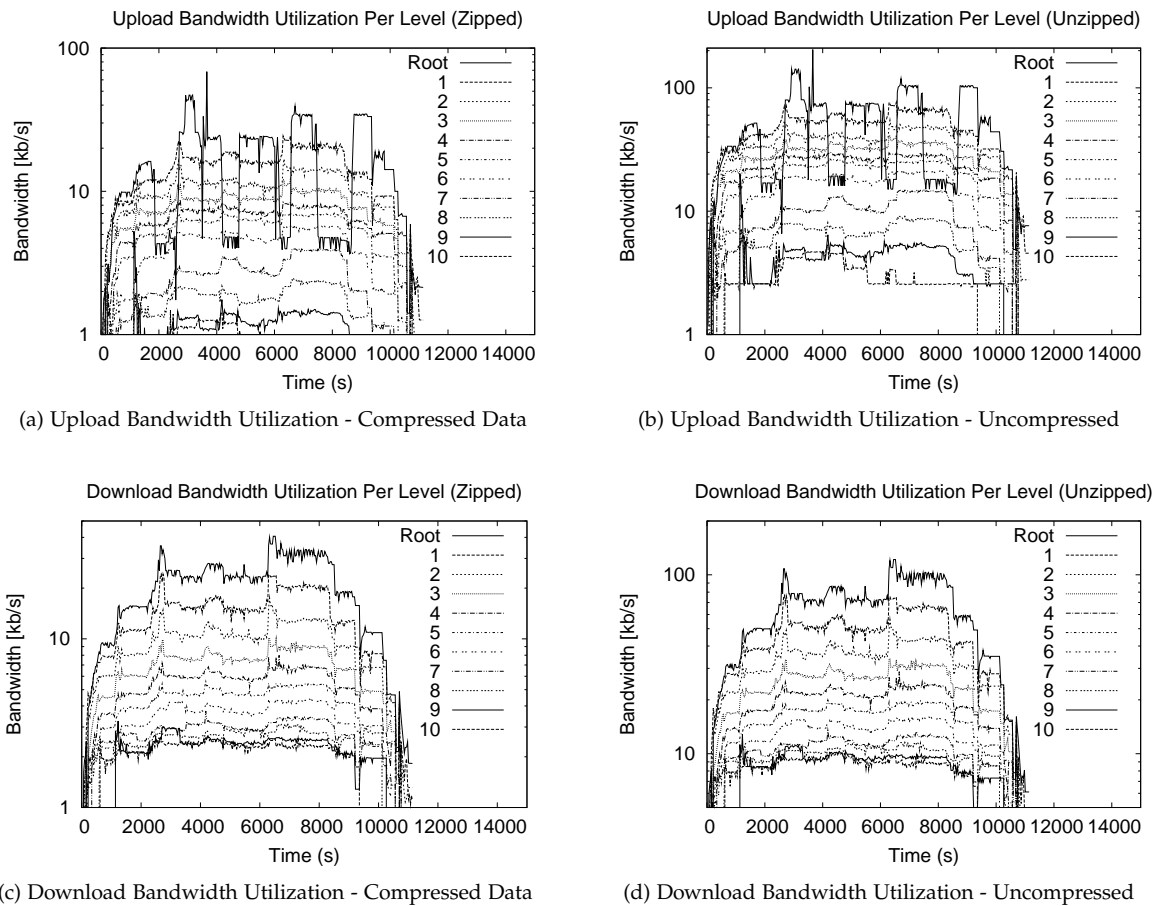 Upload Bandwidth Utilization Per Level (Zipped)
Bandwidth [kb/s]
100
10
1
0 2000 4000 6000 8000 10000 12000 14000
Time (s)
Root
1
2
3
4
5
6
7
8
9
10
(a) Upload Bandwidth Utilization - Compressed Data
Upload Bandwidth Utilization Per Level (Unzipped)
Bandwidth [kb/s]
100
10
1
0 2000 4000 6000 8000 10000 12000 14000
Time (s)
Root
1
2
3
4
5
6
7
8
9
10
(b) Upload Bandwidth Utilization - Uncompressed
Download Bandwidth Utilization Per Level (Zipped)
Bandwidth [kb/s]
10
1
0 2000 4000 6000 8000 10000 12000 14000
Time (s)
Root
1
2
3
4
5
6
7
8
9
10
(c) Download Bandwidth Utilization - Compressed Data
Download Bandwidth Utilization Per Level (Unzipped)
Bandwidth [kb/s]
100
10
0 2000 4000 6000 8000 10000 12000 14000
Time (s)
Root
1
2
3
4
5
6
7
8
9
10
(d) Download Bandwidth Utilization - Uncompressed